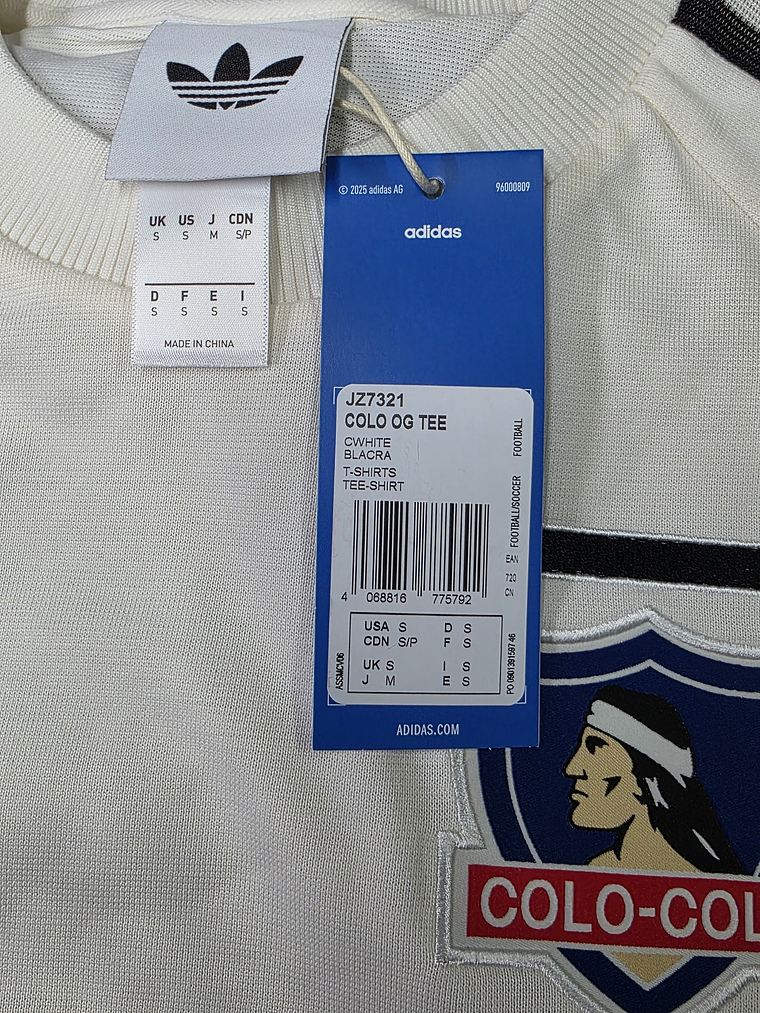 UK US J CDN
S S M S/P
D F E I
S S S S
MADE IN CHINA
© 2025 adidas AG
96000809
adidas
JZ7321
COLO OG TEE
CWHITE
BLACRA
T-SHIRTS
TEE-SHIRT
FOOTBALL
FOOTBALL/SOCCER
EAN
720
CN
4 068816 775792
USA S D S
CDN S/P F S
UK S I S
J M E S
ASSMCV06
PO 0901391597 46
ADIDAS.COM
COLO-COL